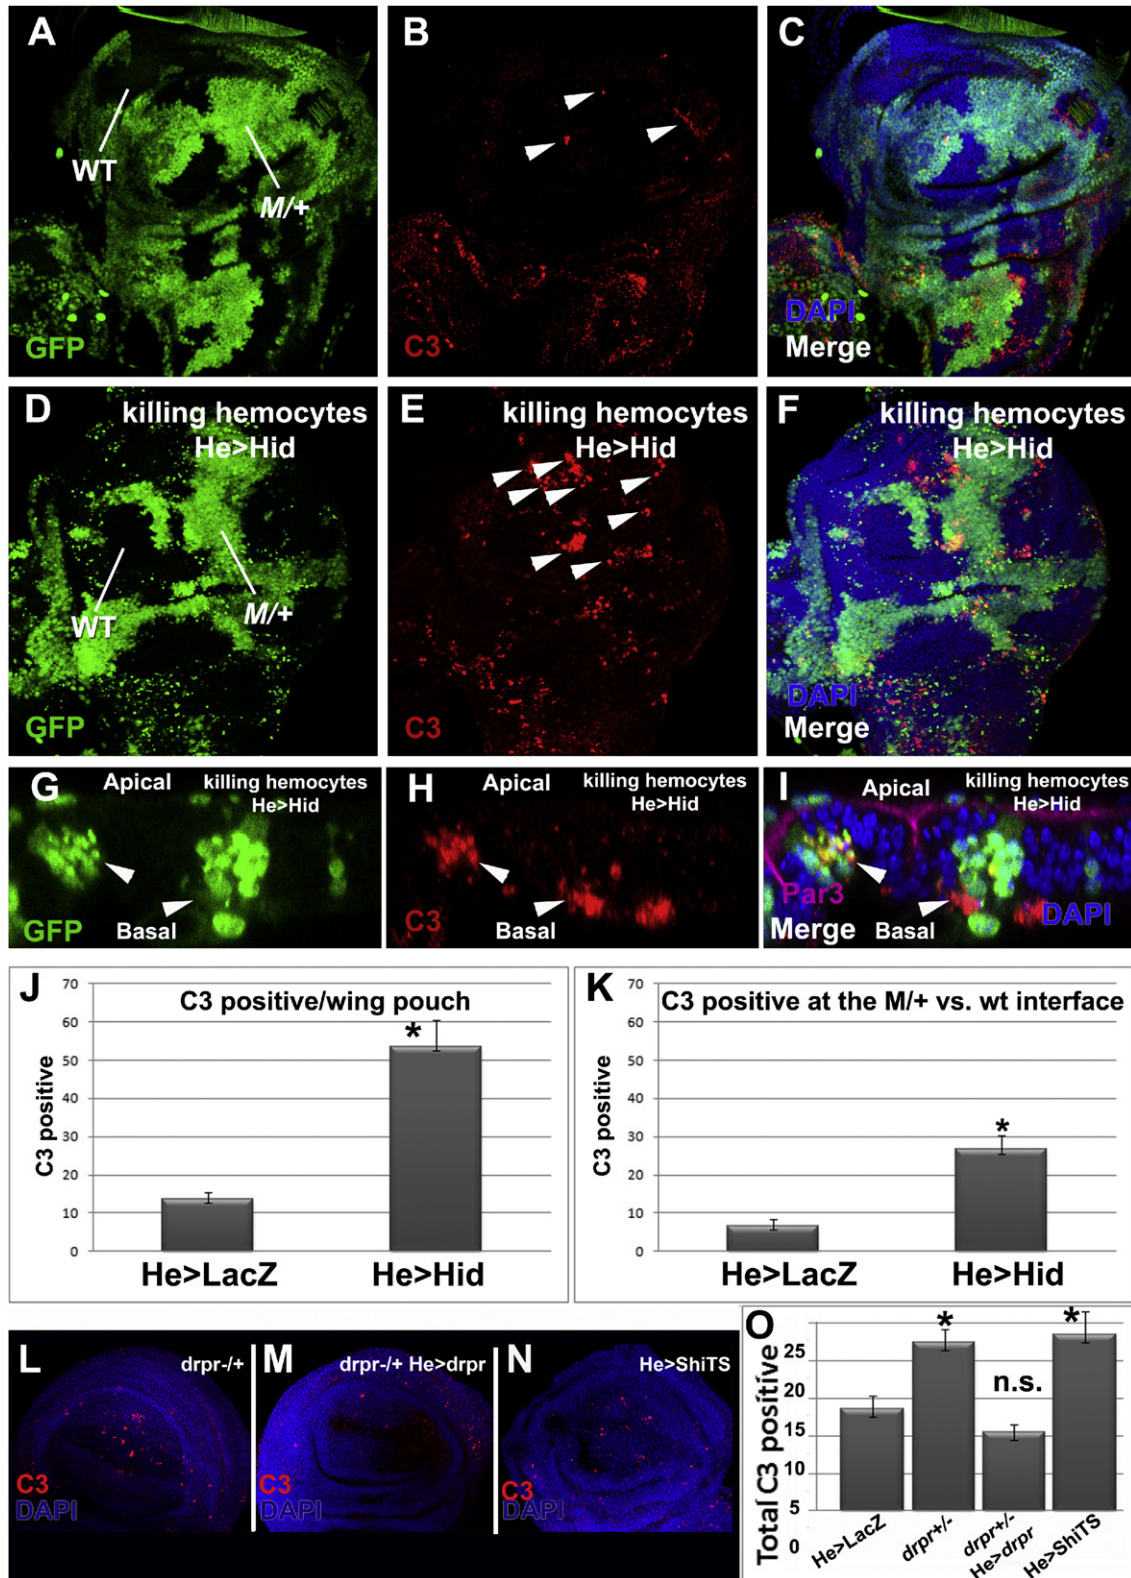 A
WT
M/+
GFP
B
C3
C
DAPI
Merge
D
killing hemocytes
He>Hid
WT
M/+
GFP
E
killing hemocytes
He>Hid
C3
F
killing hemocytes
He>Hid
DAPI
Merge
G
Apical
killing hemocytes
He>Hid
GFP
Basal
H
Apical
killing hemocytes
He>Hid
C3
Basal
I
Apical
killing hemocytes
He>Hid
Par3
Merge
Basal
DAPI
J
C3 positive/wing pouch
C3 positive
70
60
50
40
30
20
10
0
*
He>LacZ
He>Hid
K
C3 positive at the M/+ vs. wt interface
C3 positive
70
60
50
40
30
20
10
0
*
He>LacZ
He>Hid
L
drpr-/+
C3
DAPI
M
drpr-/+ He>drpr
C3
DAPI
N
He>ShiTS
C3
DAPI
O
Total C3 positive
25
20
15
10
5
0
*
n.s.
*
He>LacZ
drpr+/-
drpr+/-
He>drpr
He>ShiTS